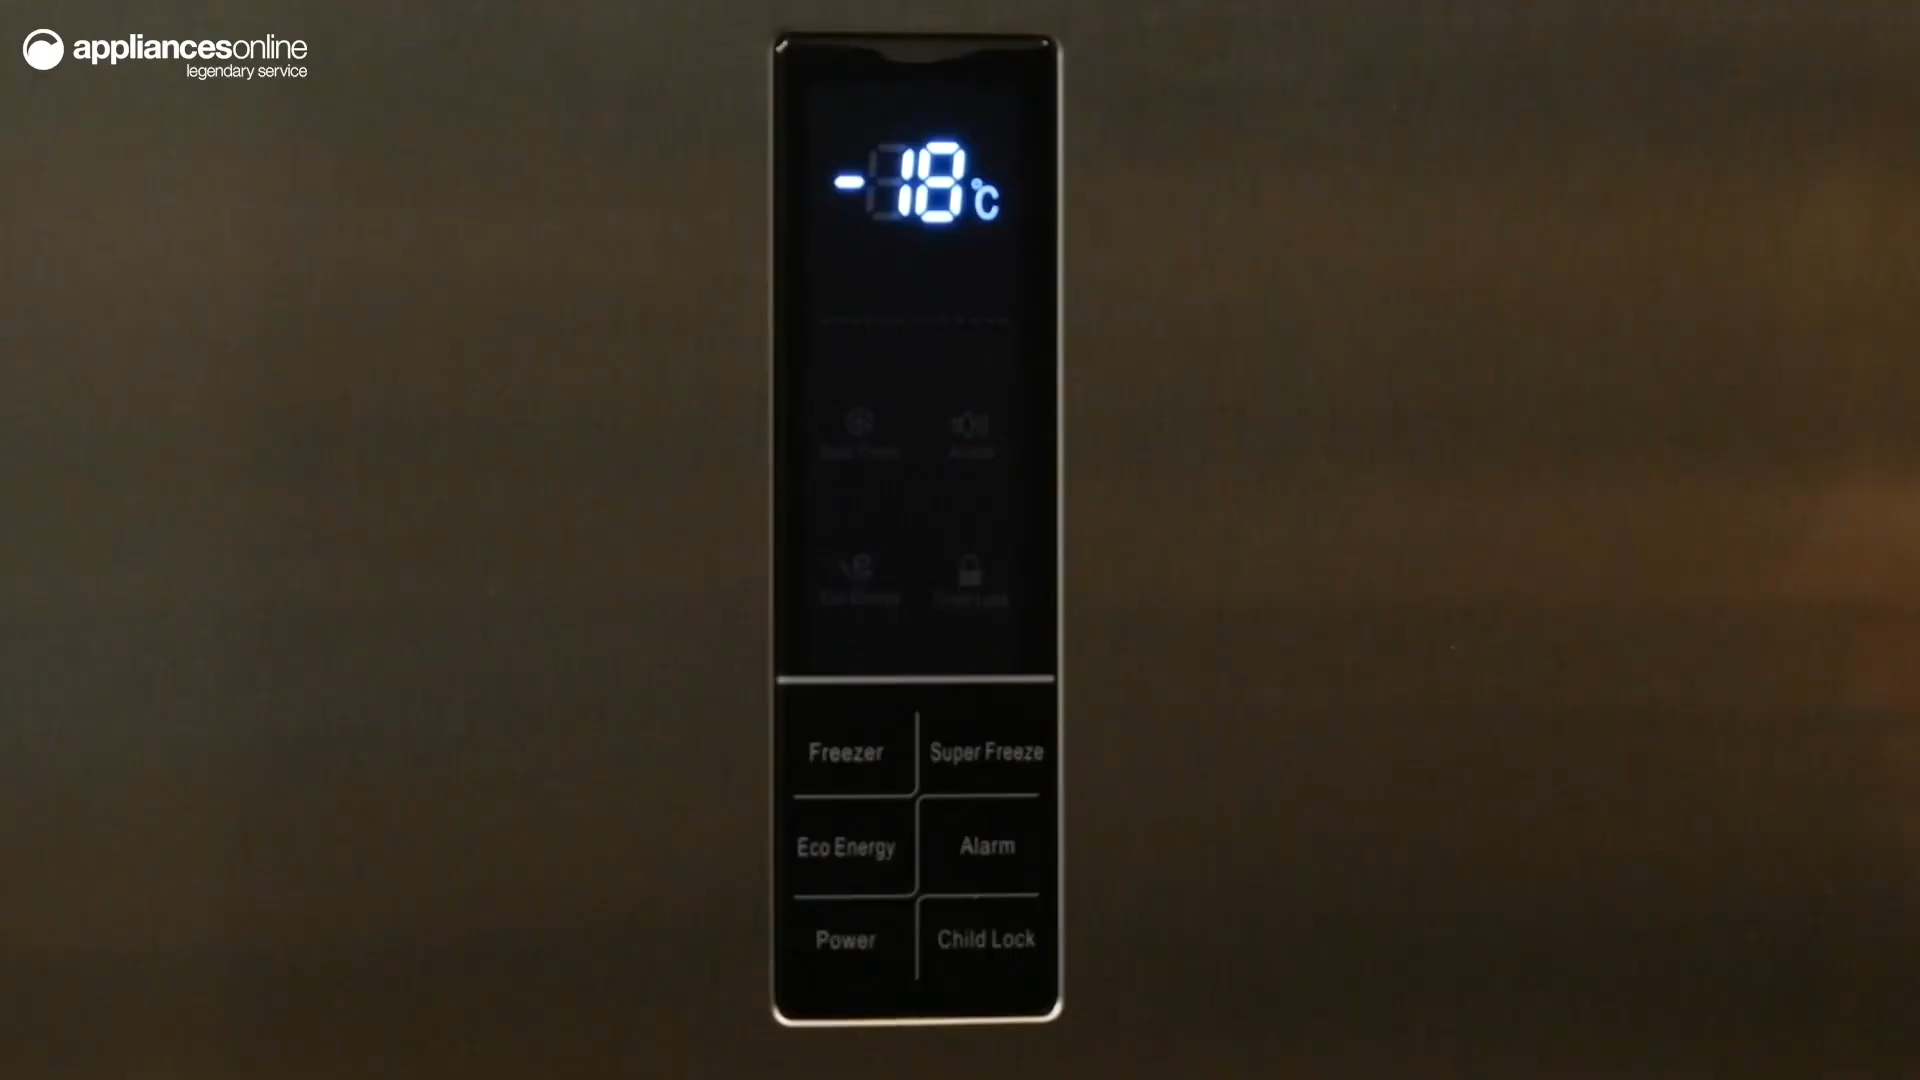 appliancesonline
legendary service
-18°C
Freezer
Super Freeze
Eco Energy
Alarm
Power
Child Lock